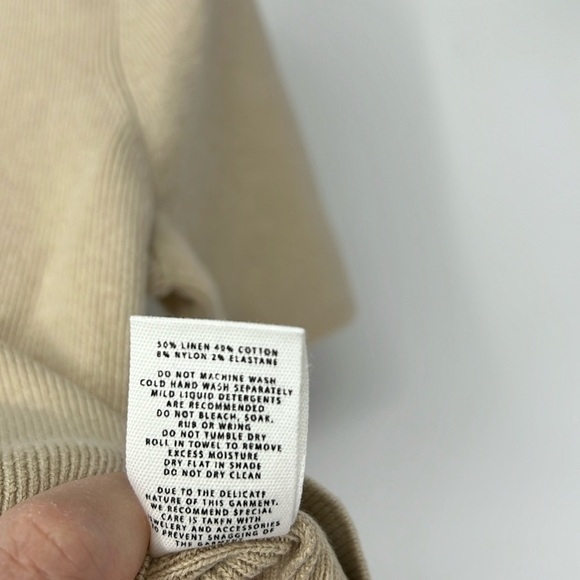 50% LINEN 40% COTTON
8% NYLON 2% ELASTANE
DO NOT MACHINE WASH
COLD HAND WASH SEPARATELY
MILD LIQUID DETERGENTS
ARE RECOMMENDED
DO NOT BLEACH, SOAK,
RUB OR WRING
DO NOT TUMBLE DRY
ROLL IN TOWEL TO REMOVE
EXCESS MOISTURE
DRY FLAT IN SHADE
DO NOT DRY CLEAN
DUE TO THE DELICATE
NATURE OF THIS GARMENT.
WE RECOMMEND SPECIAL
CARE IS TAKEN WITH
JEWELERY AND ACCESSORIES
TO PREVENT SNAGGING OF
THE